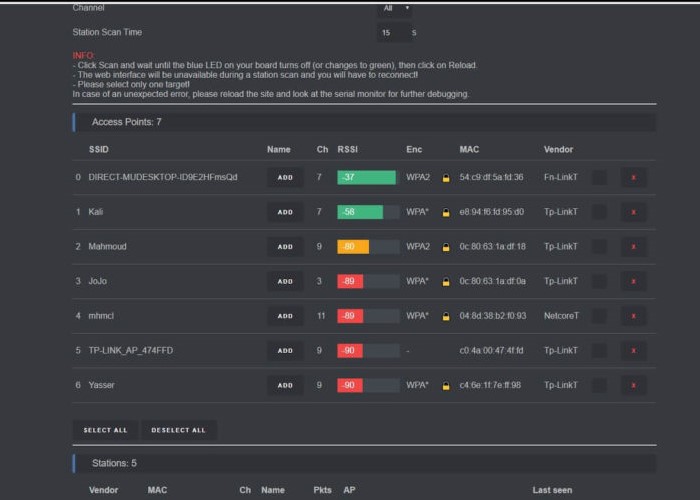 Channel All
Station Scan Time 15 s
INFO:
- Click Scan and wait until the blue LED on your board turns off (or changes to green), then click on Reload.
- The web interface will be unavailable during a station scan and you will have to reconnect!
- Please select only one target!
In case of an unexpected error, please reload the site and look at the serial monitor for further debugging.
Access Points: 7
SSID Name Ch RSSI Enc MAC Vendor
0 DIRECT-MUDESKTOP-ID9E2HFmsQd ADD 7 -37 WPA2 54:c9:df:5a:fd:36 Fn-LinkT x
1 Kali ADD 7 -58 WPA* e8:94:f6:fd:95:d0 Tp-LinkT x
2 Mahmoud ADD 9 -80 WPA2 0c:80:63:1a:df:18 Tp-LinkT x
3 JoJo ADD 3 -89 WPA* 0c:80:63:1a:df:0a Tp-LinkT x
4 mhmcl ADD 11 -89 WPA* 04:8d:38:b2:f0:93 NetcoreT x
5 TP-LINK_AP_474FFD ADD 9 -90 - c0:4a:00:47:4f:fd Tp-LinkT x
6 Yasser ADD 9 -90 WPA* c4:6e:1f:7e:ff:98 Tp-LinkT x
SELECT ALL DESELECT ALL
Stations: 5
Vendor MAC Ch Name Pkts AP Last seen